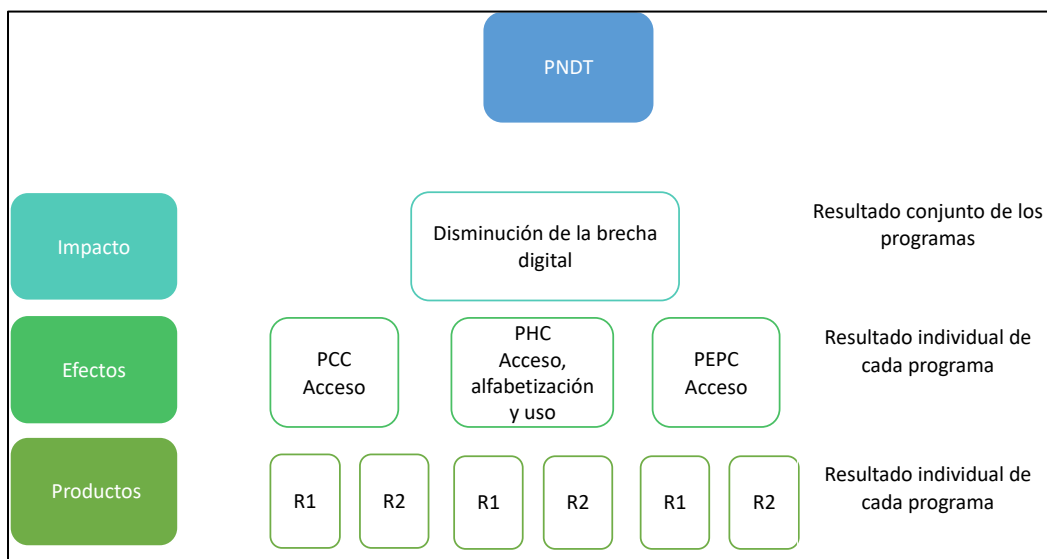 PNDT
Impacto
Disminución de la brecha
digital
Resultado conjunto de los
programas
Efectos
PCC
Acceso
PHC
Acceso,
alfabetización
y uso
PEPC
Acceso
Resultado individual de
cada programa
Productos
R1
R2
R1
R2
R1
R2
Resultado individual de
cada programa